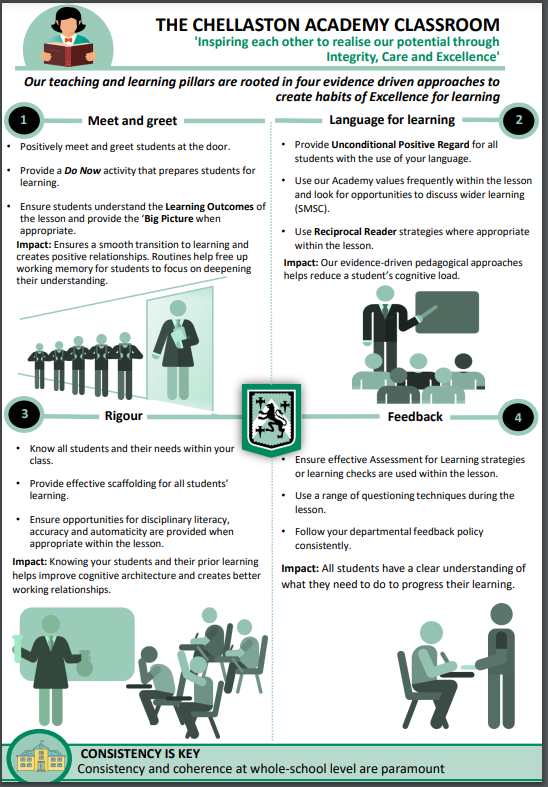 THE CHELLASTON ACADEMY CLASSROOM
'Inspiring each other to realise our potential through
Integrity, Care and Excellence'
Our teaching and learning pillars are rooted in four evidence driven approaches to
create habits of Excellence for learning
1
Meet and greet
• Positively meet and greet students at the door.
• Provide a Do Now activity that prepares students for
learning.
• Ensure students understand the Learning Outcomes of
the lesson and provide the 'Big Picture when
appropriate.
Impact: Ensures a smooth transition to learning and
creates positive relationships. Routines help free up
working memory for students to focus on deepening
their understanding.
Language for learning
2
• Provide Unconditional Positive Regard for all
students with the use of your language.
• Use our Academy values frequently within the lesson
and look for opportunities to discuss wider learning
(SMSC).
• Use Reciprocal Reader strategies where appropriate
within the lesson.
Impact: Our evidence-driven pedagogical approaches
helps reduce a student's cognitive load.
3
Rigour
• Know all students and their needs within your
class.
• Provide effective scaffolding for all students'
learning.
• Ensure opportunities for disciplinary literacy,
accuracy and automaticity are provided when
appropriate within the lesson.
Impact: Knowing your students and their prior learning
helps improve cognitive architecture and creates better
working relationships.
Feedback
4
• Ensure effective Assessment for Learning strategies
or learning checks are used within the lesson.
• Use a range of questioning techniques during the
lesson.
• Follow your departmental feedback policy
consistently.
Impact: All students have a clear understanding of
what they need to do to progress their learning.
CONSISTENCY IS KEY
Consistency and coherence at whole-school level are paramount